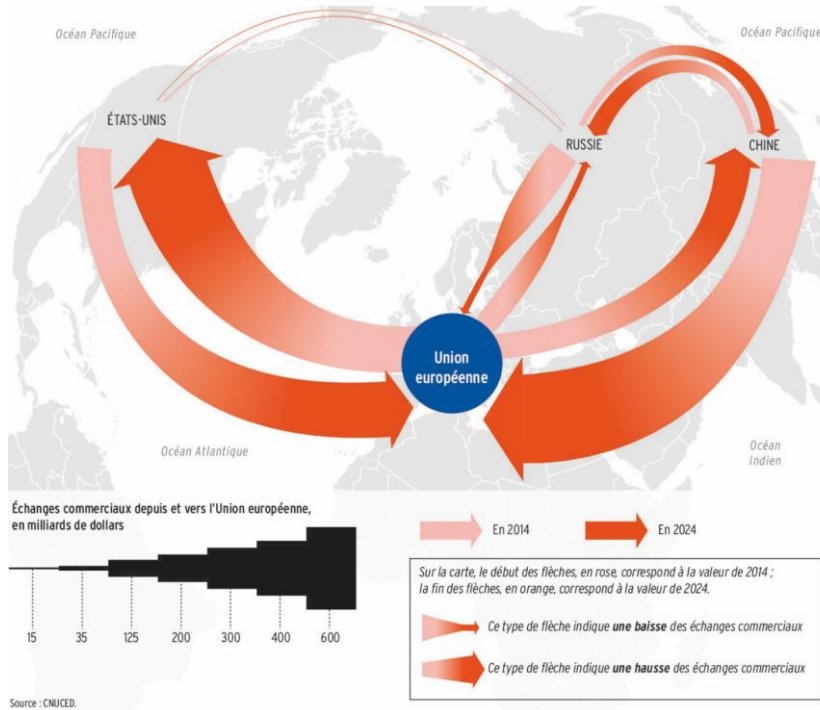 Océan Pacifique
Océan Pacifique
ÉTATS-UNIS
RUSSIE
CHINE
Union
européenne
Océan Atlantique
Océan
Indien
Échanges commerciaux depuis et vers l'Union européenne,
en milliards de dollars
15 35 125 200 300 400 600
En 2014
En 2024
Sur la carte, le début des flèches, en rose, correspond à la valeur de 2014 ;
la fin des flèches, en orange, correspond à la valeur de 2024.
Ce type de flèche indique une baisse des échanges commerciaux
Ce type de flèche indique une hausse des échanges commerciaux
Source : CNUCED.